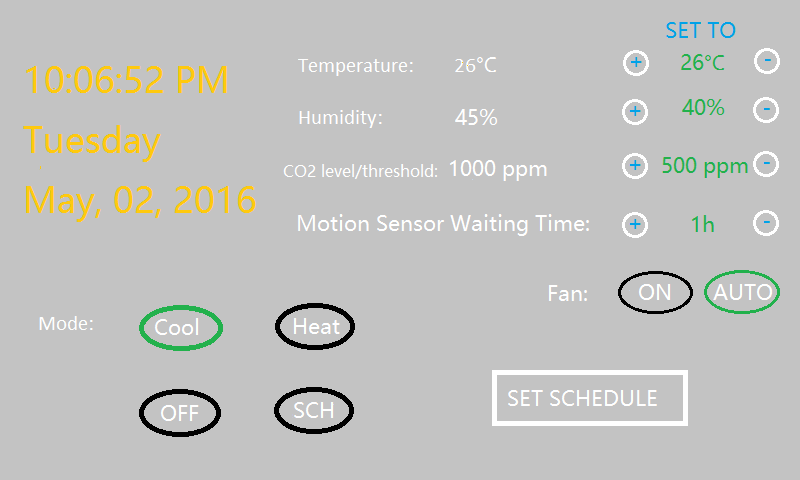 10:06:52 PM
Tuesday
May, 02, 2016
SET TO
Temperature: 26°C + 26°C -
Humidity: 45% + 40% -
CO2 level/threshold: 1000 ppm + 500 ppm -
Motion Sensor Waiting Time: + 1h -
Fan: ON AUTO
Mode: Cool Heat
OFF SCH
SET SCHEDULE